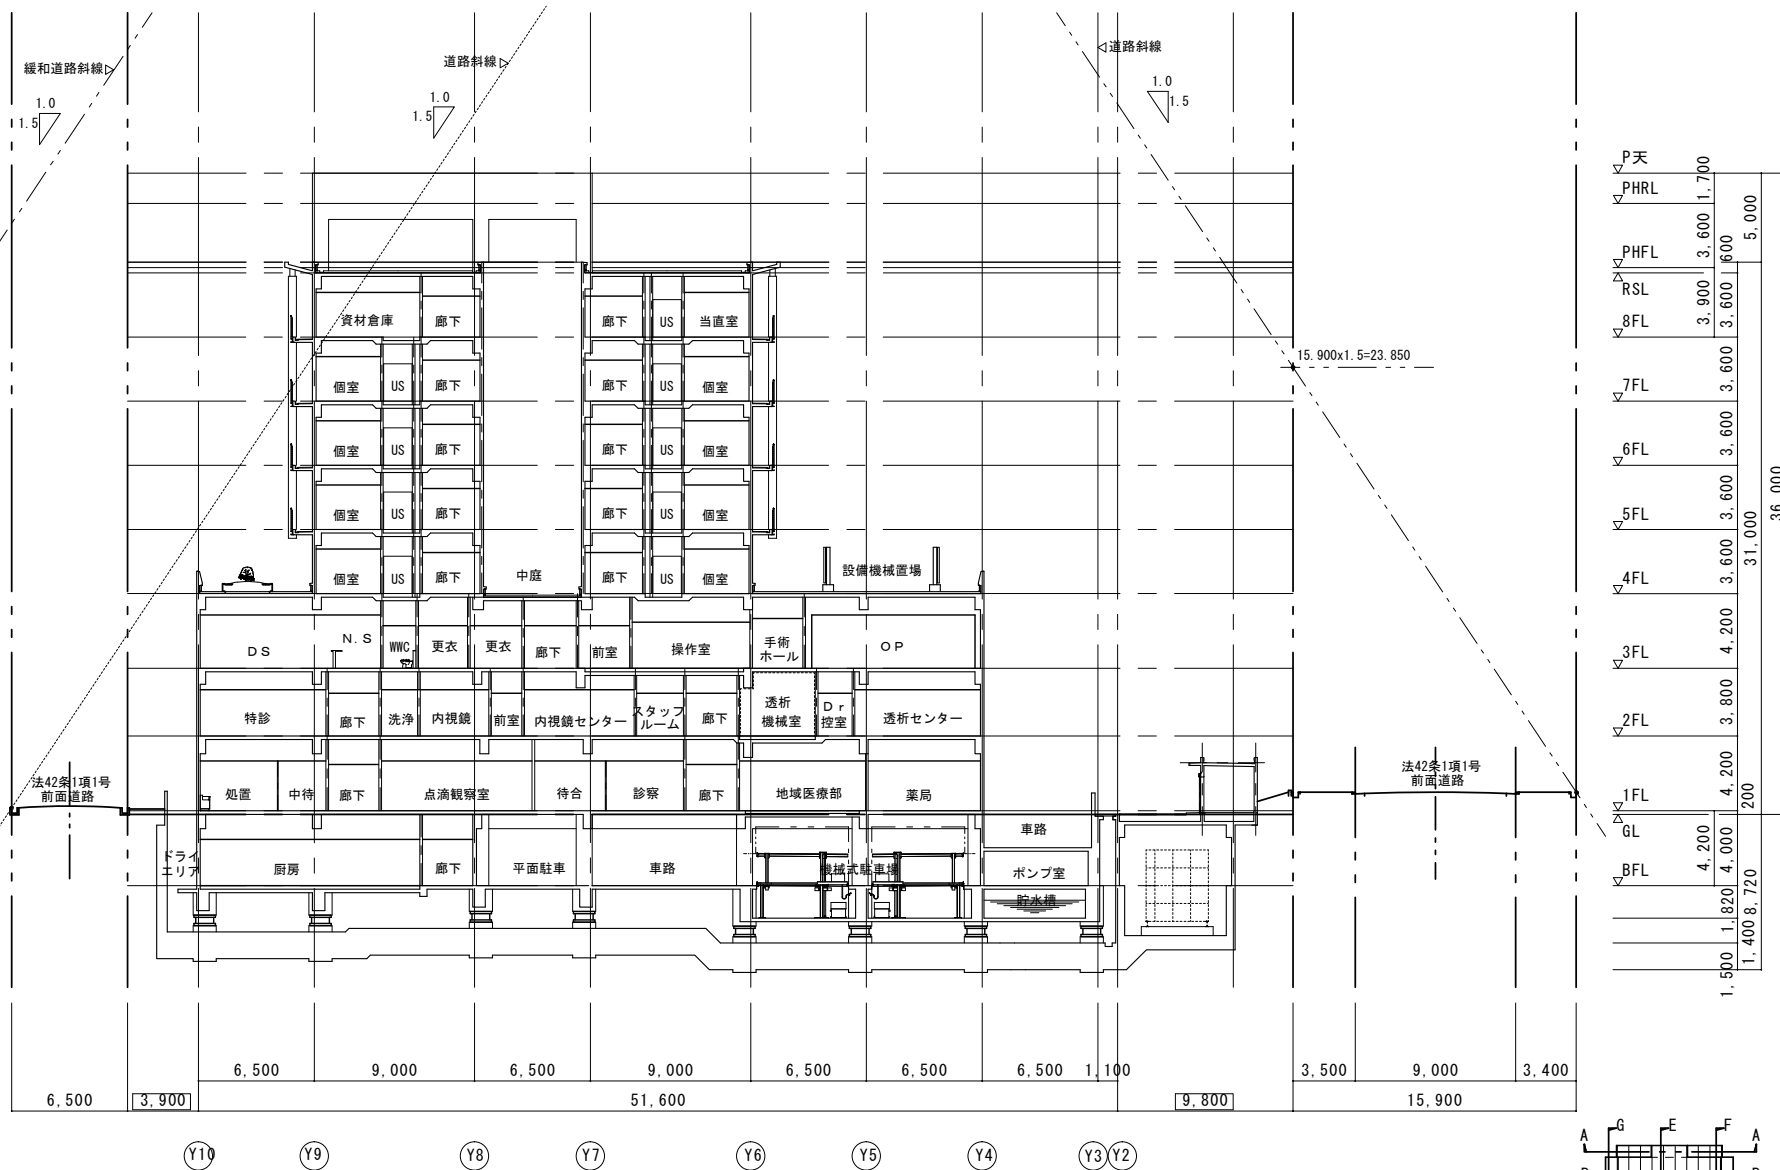 緩和道路斜線
道路斜線
道路斜線
1.0
1.5
1.0
1.5
1.0
1.5
P天
PHRL
PHFL
RSL
8FL
7FL
6FL
5FL
4FL
3FL
2FL
1FL
GL
BFL
1,700
3,600
600
5,000
3,900
3,600
3,600
3,600
3,600
3,600
4,200
3,800
4,200
200
31,000
36,000
4,200
4,000
1,820
8,720
1,400
1,500
15.900x1.5=23.850
資材倉庫
廊下
廊下
US
当直室
個室
US
廊下
廊下
US
個室
個室
US
廊下
廊下
US
個室
個室
US
廊下
廊下
US
個室
個室
US
廊下
中庭
廊下
US
個室
設備機械置場
DS
N.S
WWC
更衣
更衣
廊下
前室
操作室
手術
ホール
OP
特診
廊下
洗浄
内視鏡
前室
内視鏡センター
スタッフ
ルーム
廊下
透析
機械室
Dr
控室
透析センター
法42条1項1号
前面道路
処置
中待
廊下
点滴観察室
待合
診察
廊下
地域医療部
薬局
法42条1項1号
前面道路
ドライ
エリア
厨房
廊下
平面駐車
車路
機械式駐車場
車路
ポンプ室
貯水槽
6,500
9,000
6,500
9,000
6,500
6,500
6,500
1,100
3,500
9,000
3,400
6,500
3,900
51,600
9,800
15,900
Y10
Y9
Y8
Y7
Y6
Y5
Y4
Y3
Y2
A
G
E
F
A